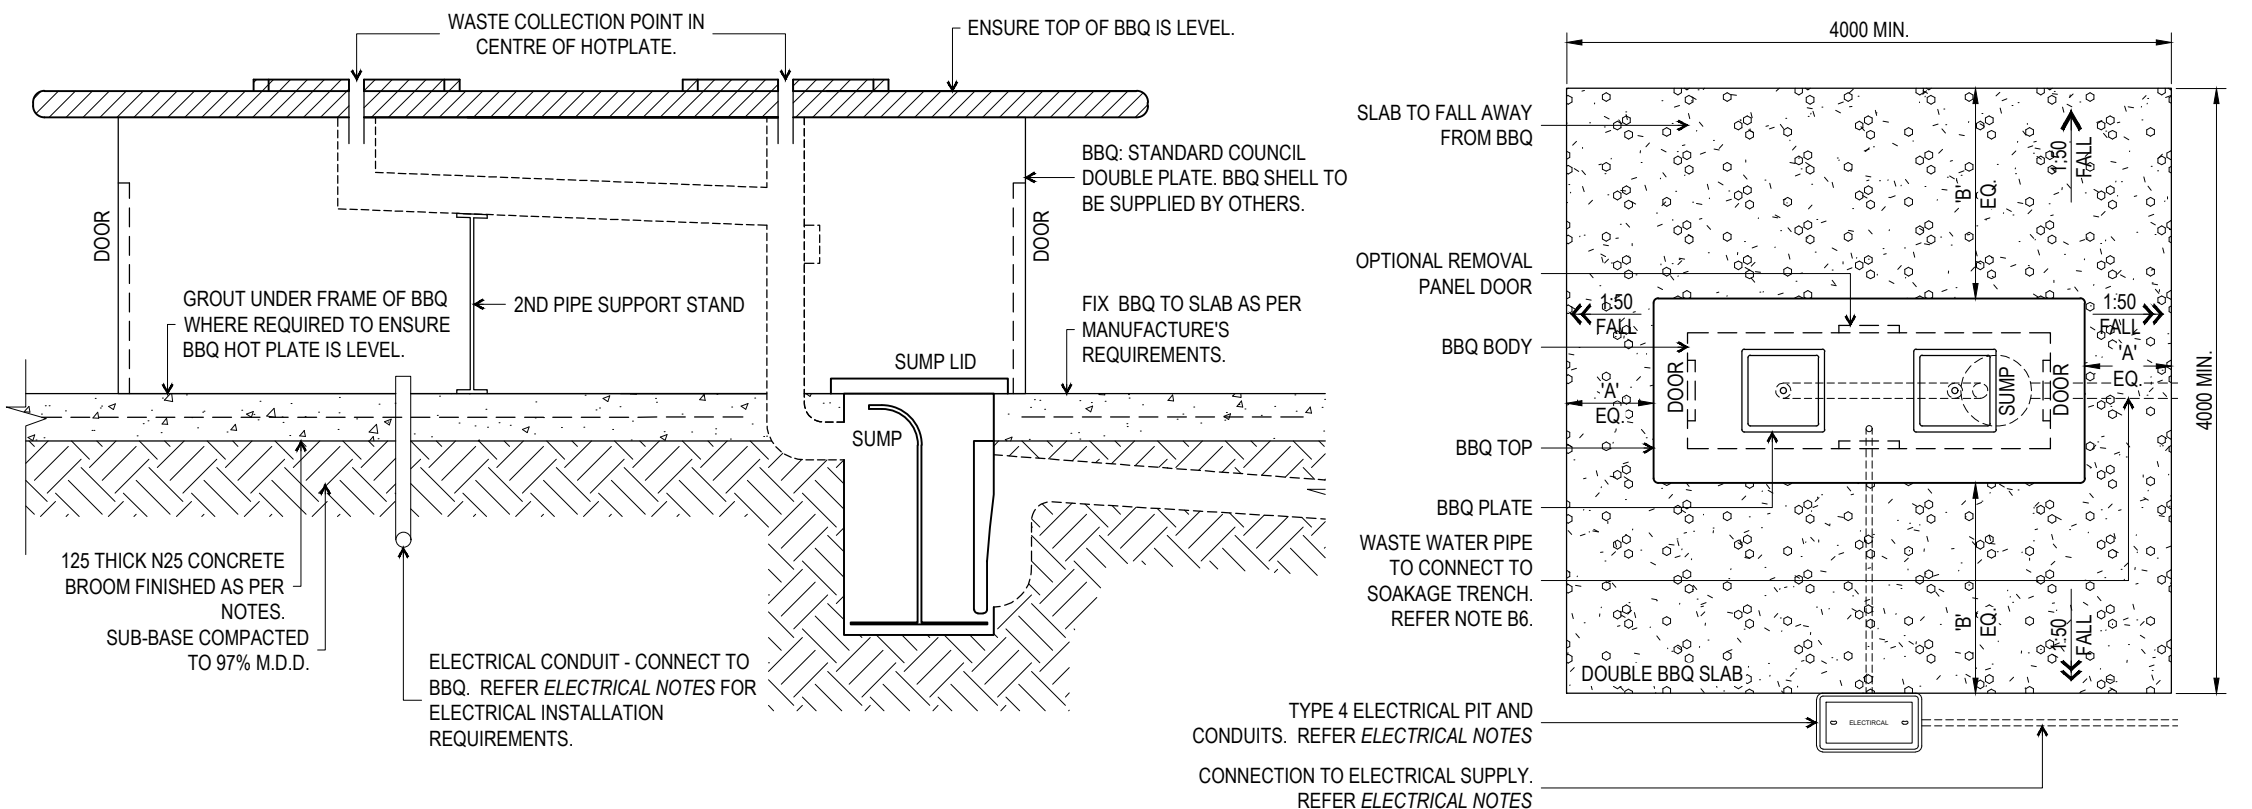 WASTE COLLECTION POINT IN
CENTRE OF HOTPLATE.
ENSURE TOP OF BBQ IS LEVEL.
BBQ: STANDARD COUNCIL
DOUBLE PLATE. BBQ SHELL TO
BE SUPPLIED BY OTHERS.
DOOR
DOOR
GROUT UNDER FRAME OF BBQ
WHERE REQUIRED TO ENSURE
BBQ HOT PLATE IS LEVEL.
2ND PIPE SUPPORT STAND
FIX BBQ TO SLAB AS PER
MANUFACTURE'S
REQUIREMENTS.
SUMP LID
SUMP
125 THICK N25 CONCRETE
BROOM FINISHED AS PER
NOTES.
SUB-BASE COMPACTED
TO 97% M.D.D.
ELECTRICAL CONDUIT - CONNECT TO
BBQ. REFER ELECTRICAL NOTES FOR
ELECTRICAL INSTALLATION
REQUIREMENTS.
4000 MIN.
4000 MIN.
SLAB TO FALL AWAY
FROM BBQ
OPTIONAL REMOVAL
PANEL DOOR
BBQ BODY
BBQ TOP
BBQ PLATE
WASTE WATER PIPE
TO CONNECT TO
SOAKAGE TRENCH.
REFER NOTE B6.
TYPE 4 ELECTRICAL PIT AND
CONDUITS. REFER ELECTRICAL NOTES
CONNECTION TO ELECTRICAL SUPPLY.
REFER ELECTRICAL NOTES
'B'
EQ.
1:50
FALL
1:50
FALL
1:50
FALL
'A'
EQ.
'A'
EQ.
DOOR
SUMP
DOOR
'B'
EQ.
1:50
FALL
DOUBLE BBQ SLAB
ELECTIRCAL